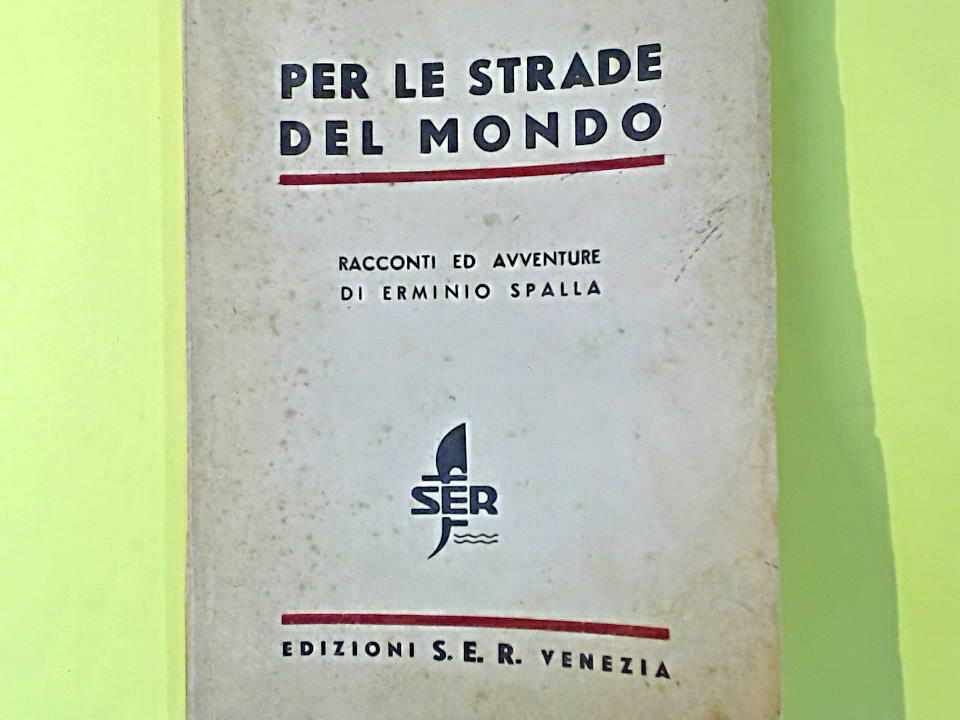 PER LE STRADE
DEL MONDO
RACCONTI ED AVVENTURE
DI ERMINIO SPALLA
SER
EDIZIONI S. E. R. VENEZIA